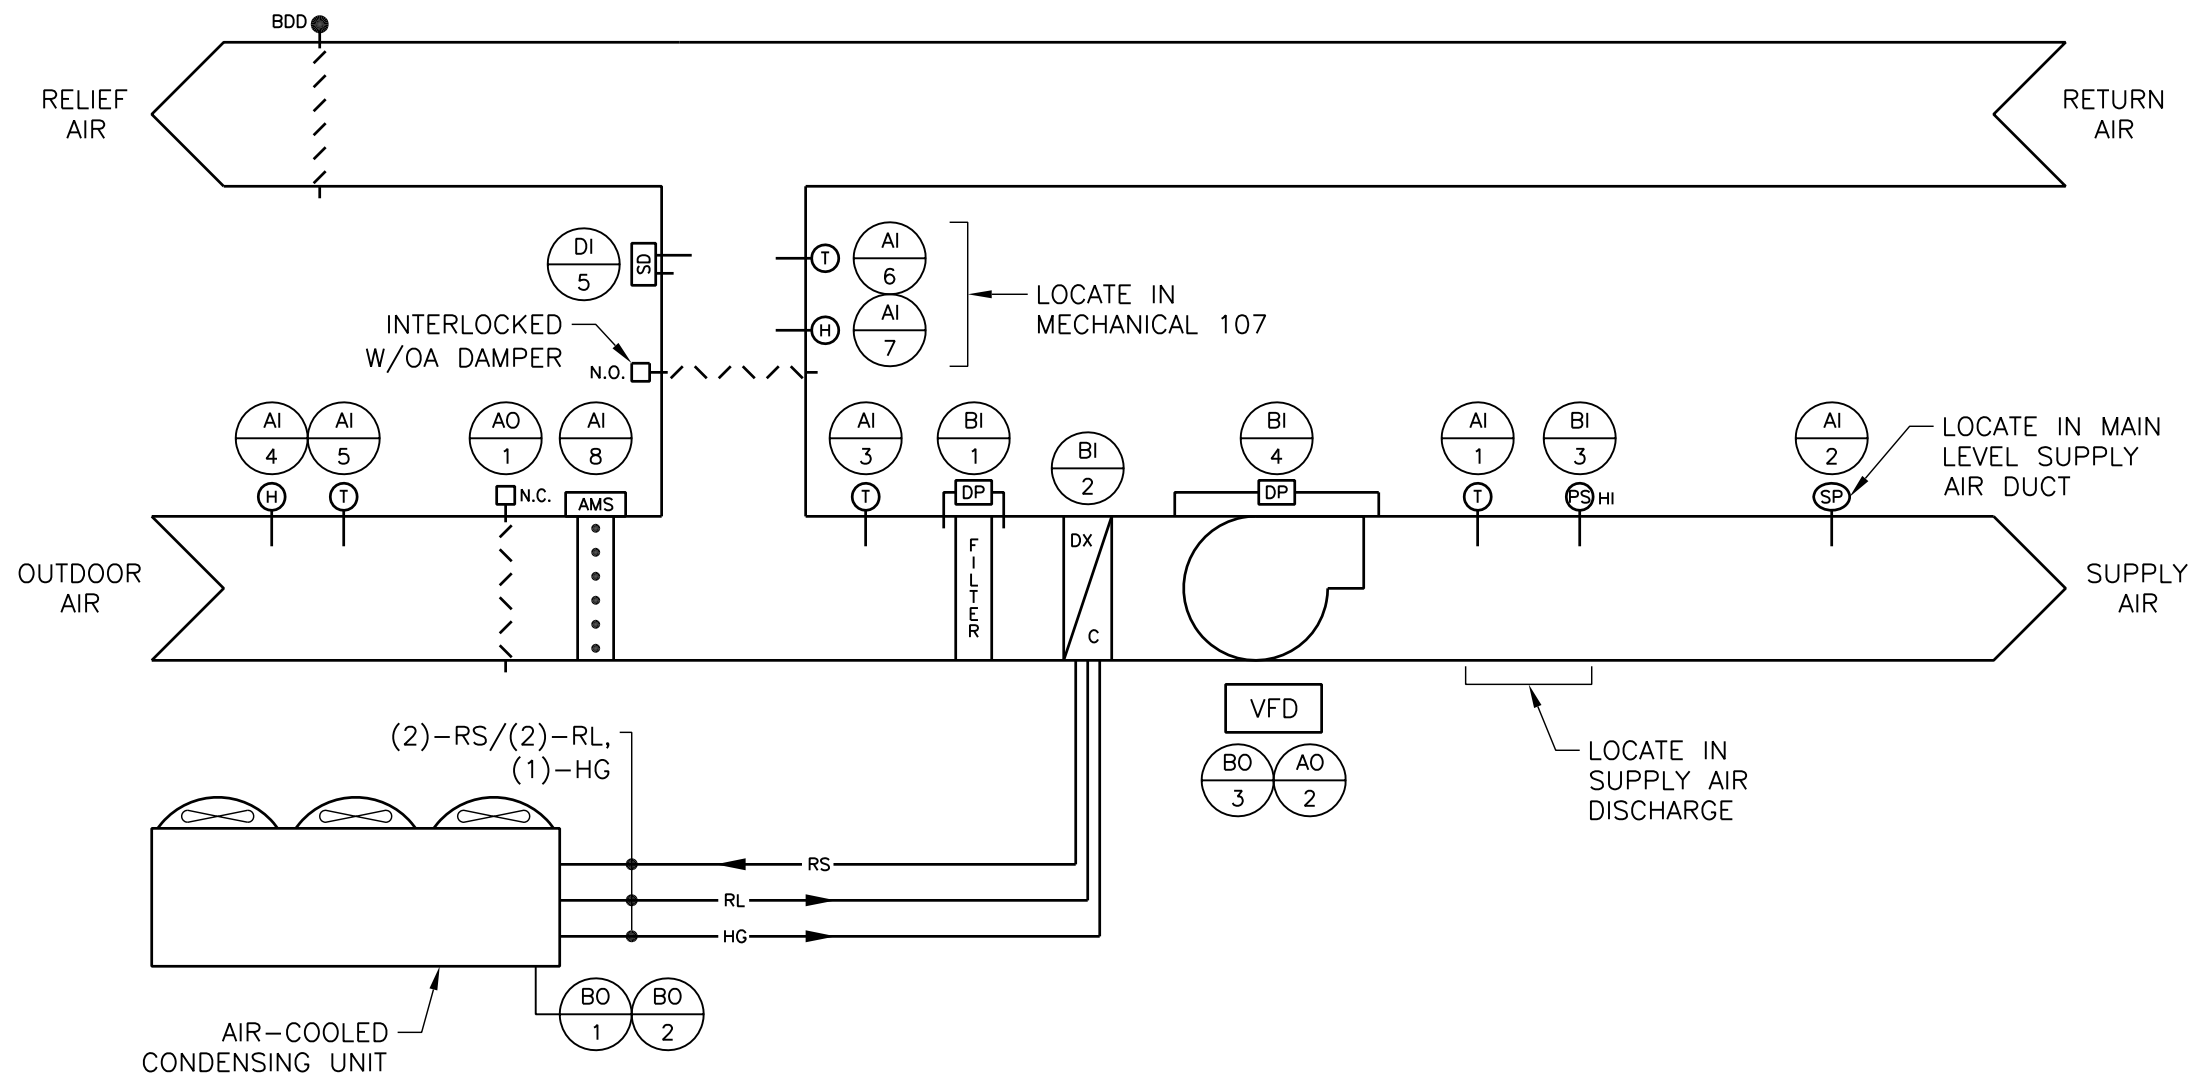 BDD
RELIEF
AIR
RETURN
AIR
DI
5
SD
T
AI
6
H
AI
7
LOCATE IN
MECHANICAL 107
INTERLOCKED
W/OA DAMPER
N.O.
AI
4
AI
5
AO
1
AI
8
AI
3
BI
1
BI
2
BI
4
AI
1
BI
3
AI
2
LOCATE IN MAIN
LEVEL SUPPLY
AIR DUCT
H
T
N.C.
AMS
T
DP
DP
T
PS HI
SP
OUTDOOR
AIR
FILTER
DX
C
SUPPLY
AIR
VFD
BO
3
AO
2
LOCATE IN
SUPPLY AIR
DISCHARGE
(2)-RS/(2)-RL,
(1)-HG
RS
RL
HG
BO
1
BO
2
AIR-COOLED
CONDENSING UNIT